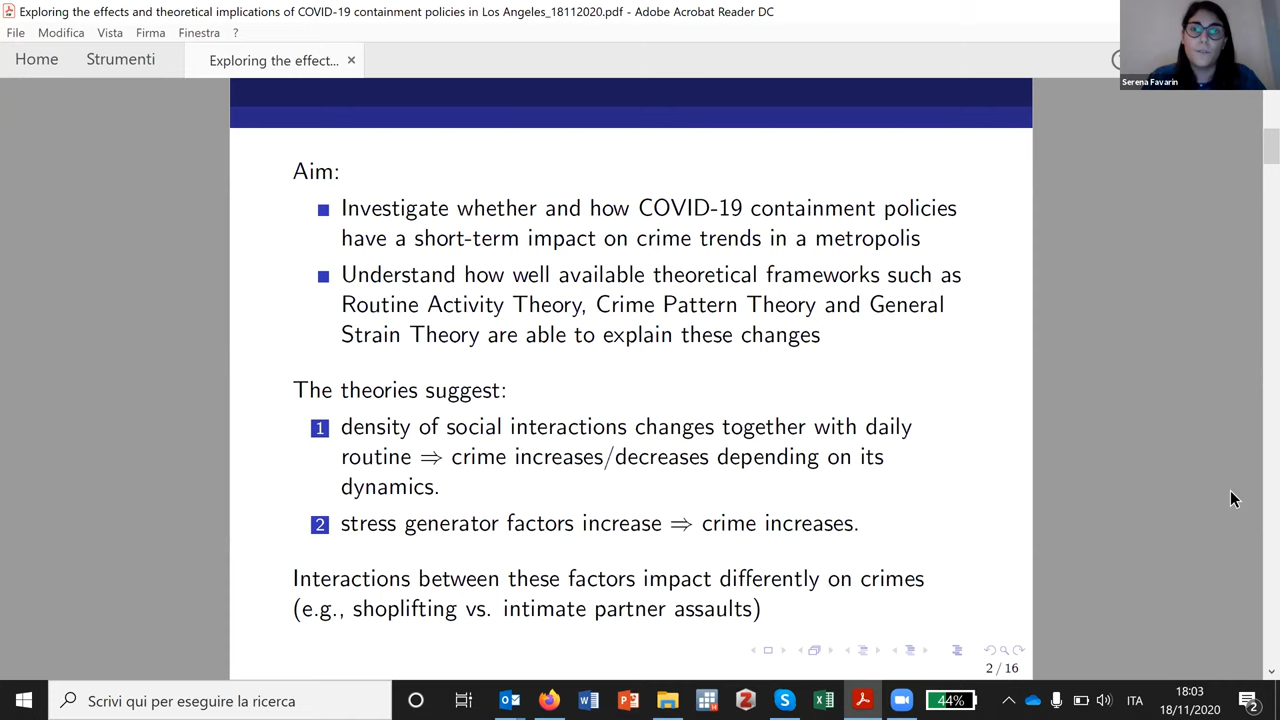 Exploring the effects and theoretical implications of COVID-19 containment policies in Los Angeles_18112020.pdf - Adobe Acrobat Reader DC
File Modifica Vista Firma Finestra ?
Home Strumenti Exploring the effect... ×
Serena Favarin
Aim:
Investigate whether and how COVID-19 containment policies
have a short-term impact on crime trends in a metropolis
Understand how well available theoretical frameworks such as
Routine Activity Theory, Crime Pattern Theory and General
Strain Theory are able to explain these changes
The theories suggest:
1 density of social interactions changes together with daily
routine ⇒ crime increases/decreases depending on its
dynamics.
2 stress generator factors increase ⇒ crime increases.
Interactions between these factors impact differently on crimes
(e.g., shoplifting vs. intimate partner assaults)
2 / 16
Scrivi qui per eseguire la ricerca
44%
ITA
18:03
18/11/2020
2